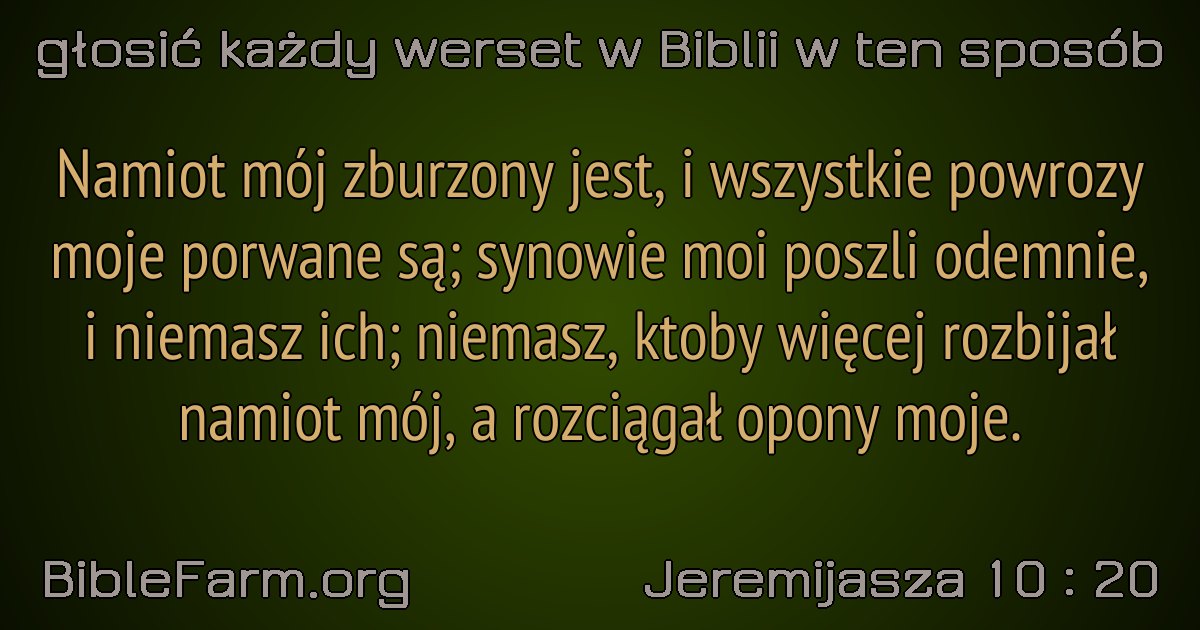 głosić każdy werset w Biblii w ten sposób
Namiot mój zburzony jest, i wszystkie powrozy
moje porwane są; synowie moi poszli odemnie,
i niemasz ich; niemasz, ktoby więcej rozbijał
namiot mój, a rozciągał opony moje.
BibleFarm.org
Jeremijasza 10 : 20